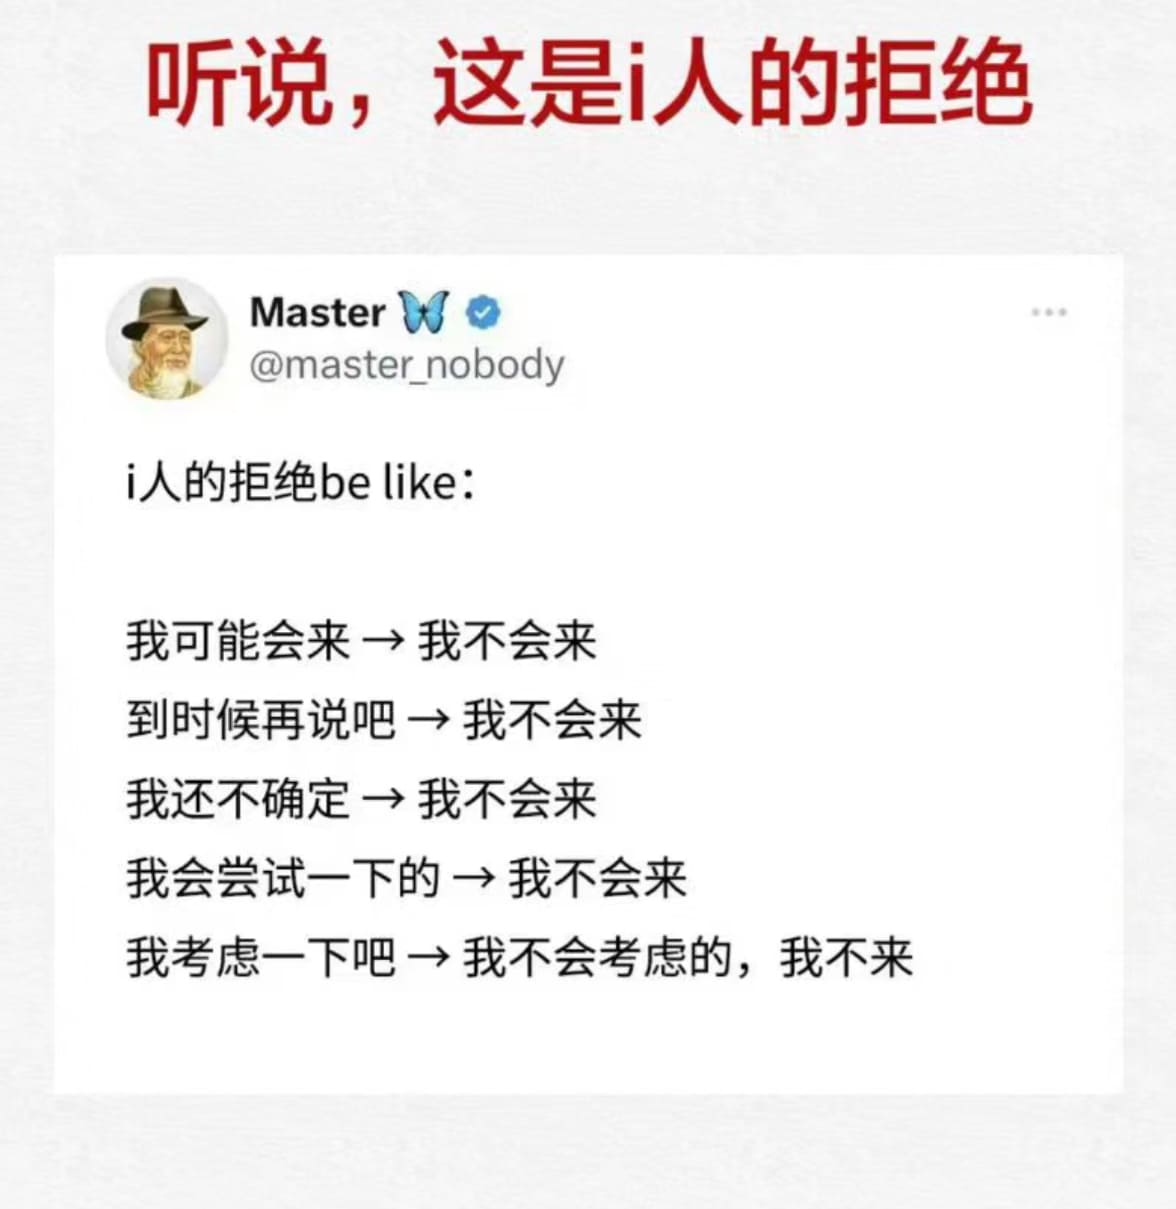 听说，这是i人的拒绝
Master 🦋
@master_nobody
i人的拒绝be like：
我可能会来 → 我不会来
到时候再说吧 → 我不会来
我还不确定 → 我不会来
我会尝试一下的 → 我不会来
我考虑一下吧 → 我不会考虑的，我不来